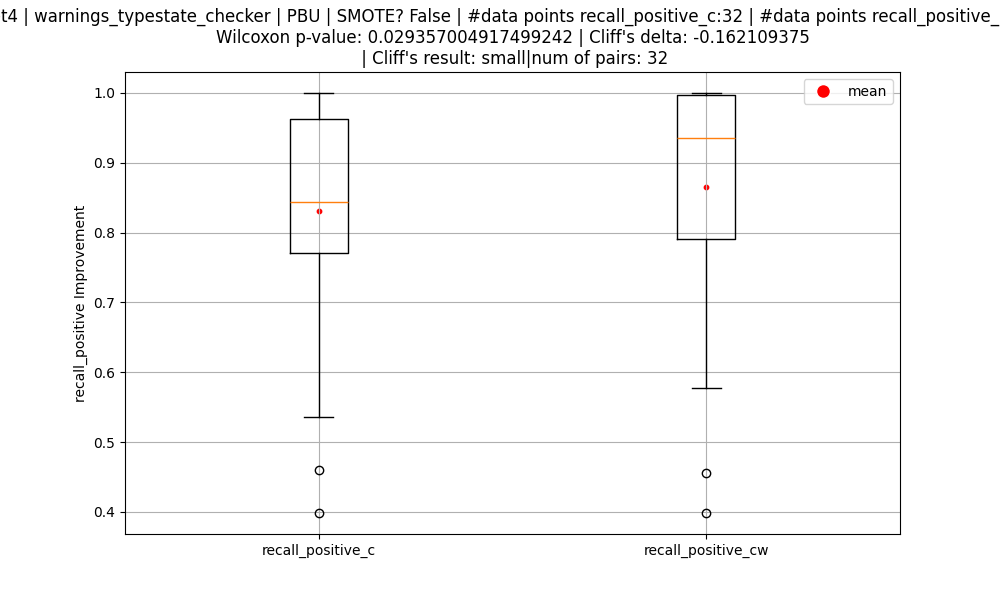 t4 | warnings_typestate_checker | PBU | SMOTE? False | #data points recall_positive_c:32 | #data points recall_positive_
Wilcoxon p-value: 0.029357004917499242 | Cliff's delta: -0.162109375
| Cliff's result: small|num of pairs: 32
mean
1.0
0.9
0.8
0.7
0.6
0.5
0.4
recall_positive Improvement
recall_positive_c
recall_positive_cw